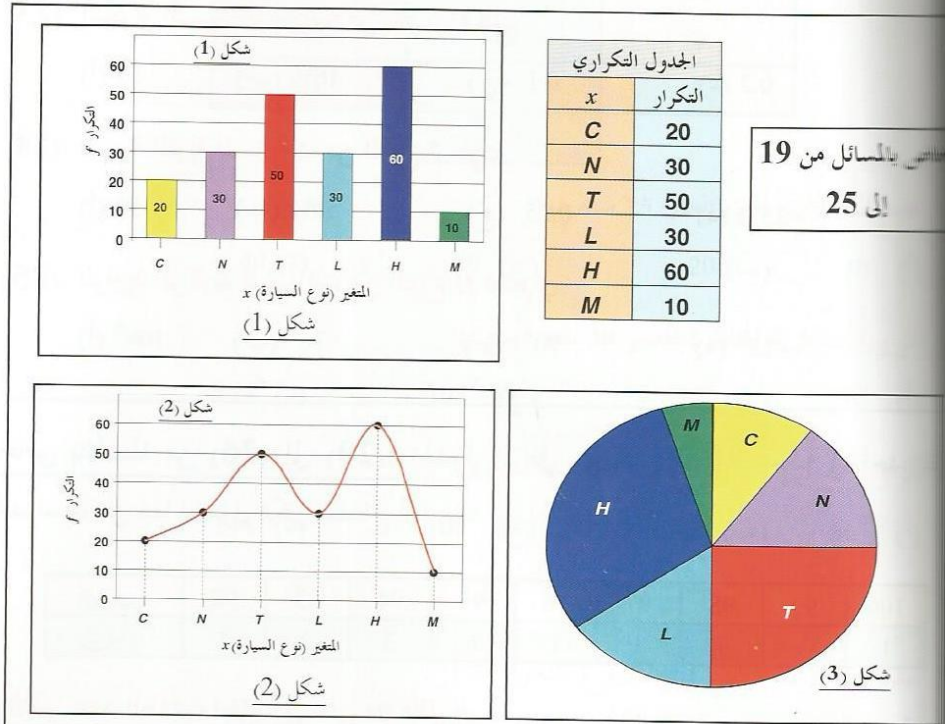 شكل (1)
التكرار f
60
50
40
30
20
10
0
20
30
50
30
60
10
C N T L H M
المتغير (نوع السيارة) x
شكل (1)
الجدول التكراري
x التكرار
C 20
N 30
T 50
L 30
H 60
M 10
بالمسائل من 19
إلى 25
شكل (2)
التكرار f
60
50
40
30
20
10
0
C N T L H M
المتغير (نوع السيارة) x
شكل (2)
M
C
N
H
T
L
شكل (3)